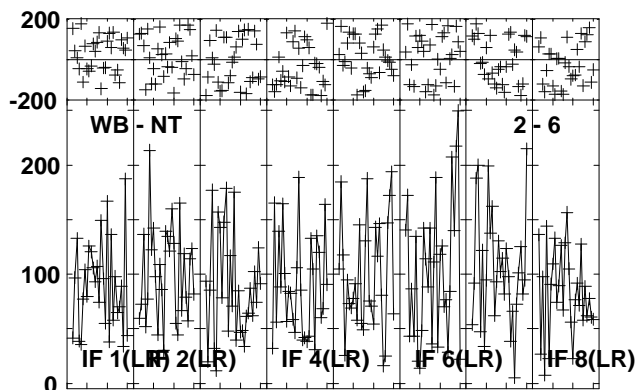 200
-200
WB - NT 2 - 6
200
100
0
IF 1(LR) IF 2(LR) IF 4(LR) IF 6(LR) IF 8(LR)